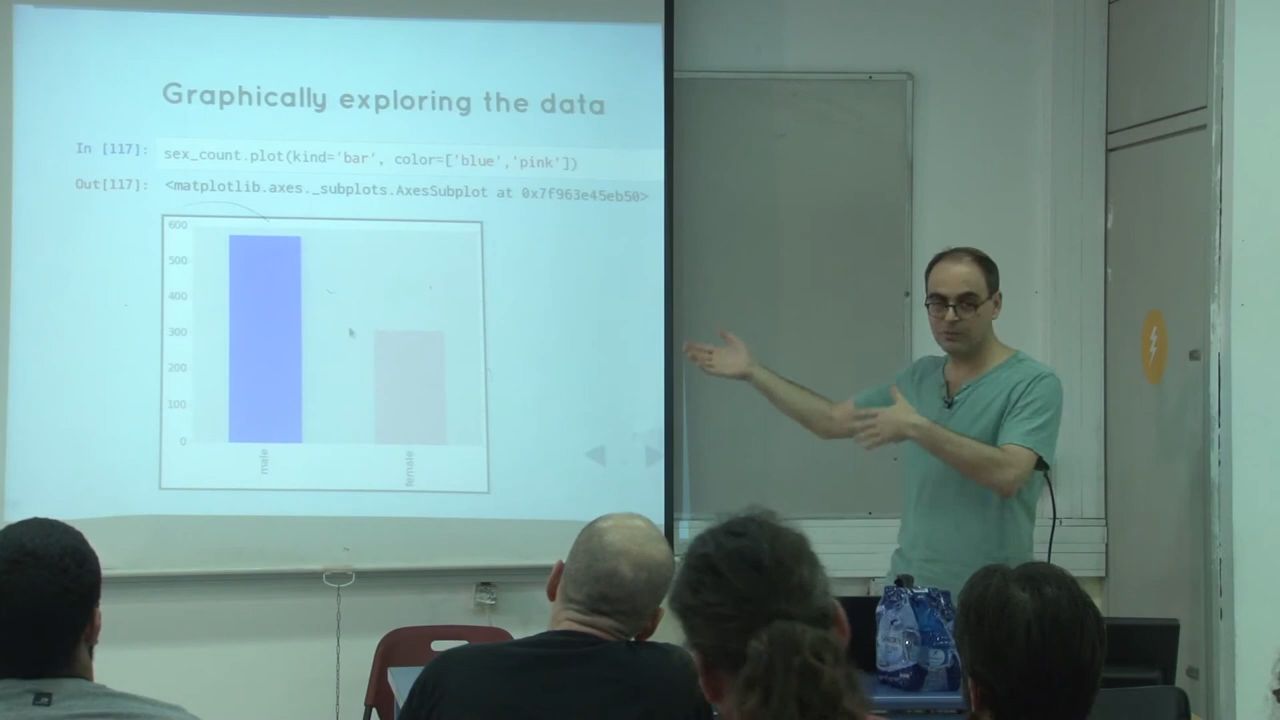 Graphically exploring the data
In [117]: sex_count.plot(kind='bar', color=['blue','pink'])
Out[117]: <matplotlib.axes._subplots.AxesSubplot at 0x7f963e45eb50>
600
500
400
300
200
100
0
male
female